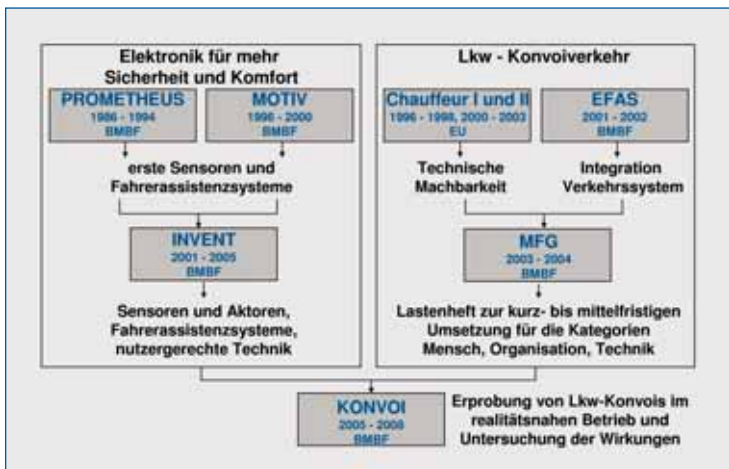 Elektronik für mehr
Sicherheit und Komfort
PROMETHEUS
1986 - 1994
BMBF
MOTIV
1996 - 2000
BMBF
erste Sensoren und
Fahrerassistenzsysteme
INVENT
2001 - 2005
BMBF
Sensoren und Aktoren,
Fahrerassistenzsysteme,
nutzergerechte Technik
Lkw - Konvoiverkehr
Chauffeur I und II
1996 - 1998, 2000 - 2003
EU
EFAS
2001 - 2002
BMBF
Technische
Machbarkeit
Integration
Verkehrssystem
MFG
2003 - 2004
BMBF
Lastenheft zur kurz- bis mittelfristigen
Umsetzung für die Kategorien
Mensch, Organisation, Technik
KONVOI
2005 - 2008
BMBF
Erprobung von Lkw-Konvois im
realitätsnahen Betrieb und
Untersuchung der Wirkungen